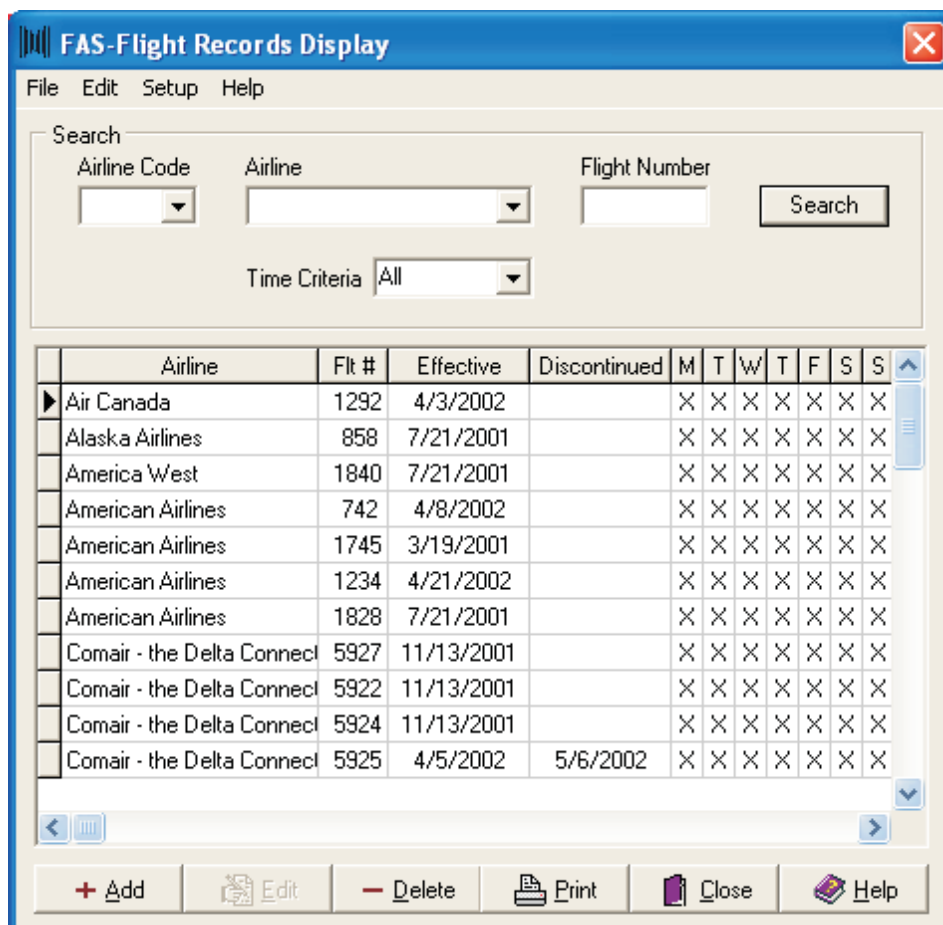 FAS-Flight Records Display
File Edit Setup Help
Search
Airline Code Airline Flight Number
Search
Time Criteria All
Airline Flt # Effective Discontinued M T W T F S S
Air Canada 1292 4/3/2002 X X X X X X X
Alaska Airlines 858 7/21/2001 X X X X X X X
America West 1840 7/21/2001 X X X X X X X
American Airlines 742 4/8/2002 X X X X X X X
American Airlines 1745 3/19/2001 X X X X X X X
American Airlines 1234 4/21/2002 X X X X X X X
American Airlines 1828 7/21/2001 X X X X X X X
Comair - the Delta Connect 5927 11/13/2001 X X X X X X X
Comair - the Delta Connect 5922 11/13/2001 X X X X X X X
Comair - the Delta Connect 5924 11/13/2001 X X X X X X X
Comair - the Delta Connect 5925 4/5/2002 5/6/2002 X X X X X X X
Add Edit Delete Print Close Help